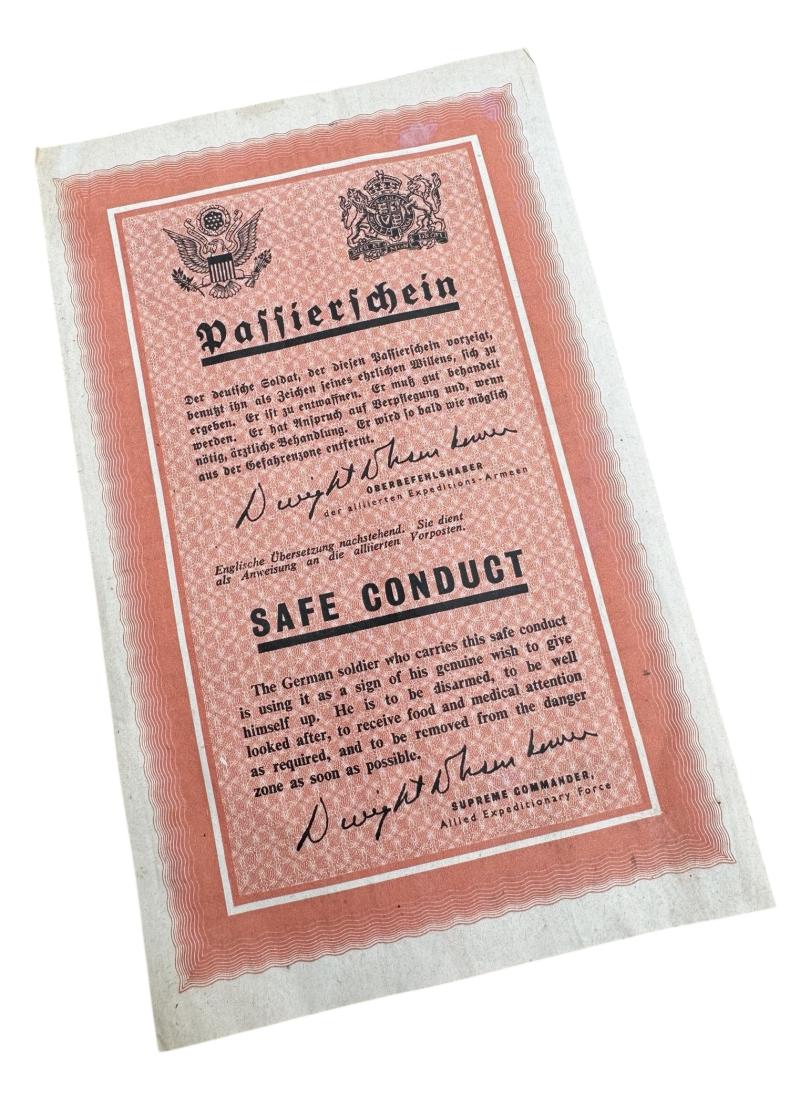 Passierschein
Der deutsche Soldat, der diesen Passierschein vorzeigt,
benutzt ihn als Zeichen seines ehrlichen Willens, sich zu
ergeben. Er ist zu entwaffnen. Er muß gut behandelt
werden. Er hat Anspruch auf Verpflegung und, wenn
nötig, ärztliche Behandlung. Er wird so bald wie möglich
aus der Gefahrenzone entfernt.
Dwight D Eisenhower
OBERBEFEHLSHABER
der alliierten Expeditions-Armeen
Englische Übersetzung nachstehend. Sie dient
als Anweisung an die alliierten Vorposten.
SAFE CONDUCT
The German soldier who carries this safe conduct
is using it as a sign of his genuine wish to give
himself up. He is to be disarmed, to be well
looked after, to receive food and medical attention
as required, and to be removed from the danger
zone as soon as possible.
Dwight D Eisenhower
SUPREME COMMANDER,
Allied Expeditionary Force